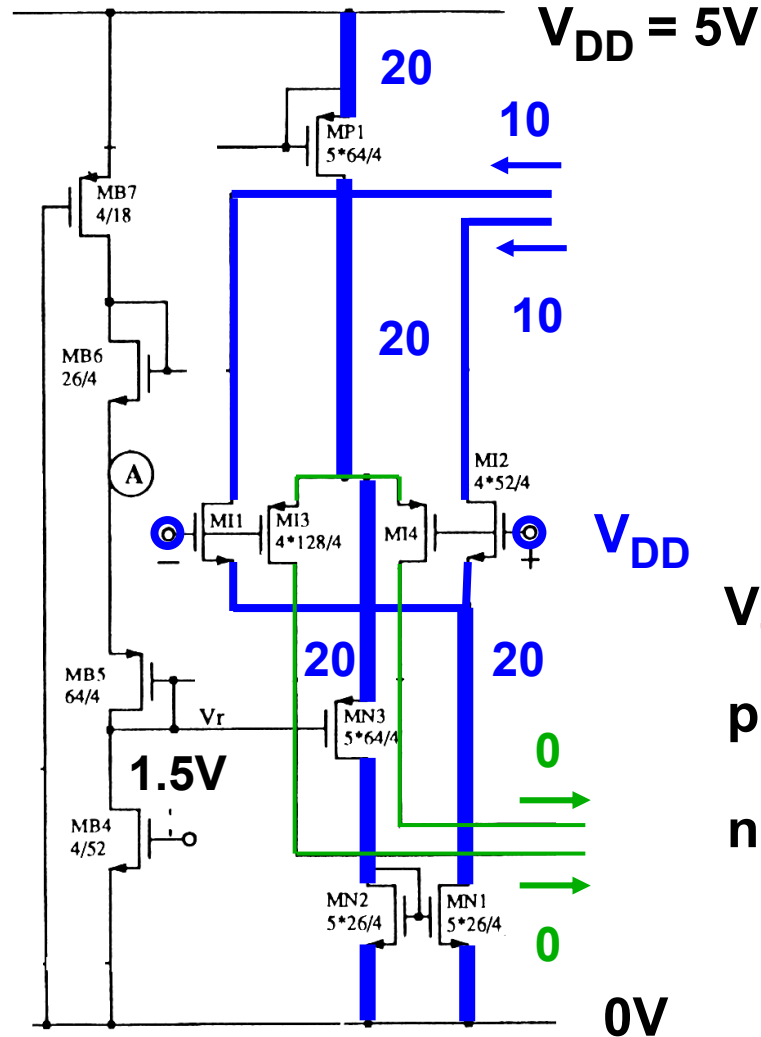 V_DD = 5V
20
MP1
5*64/4
10
MB7
4/18
20
10
MB6
26/4
A
MI2
4*52/4
MI1
MI3
4*128/4
MI4
V_DD
−
+
V
20
20
MB5
64/4
Vr
MN3
5*64/4
p
1.5V
0
MB4
4/52
n
MN2
5*26/4
MN1
5*26/4
0
0V